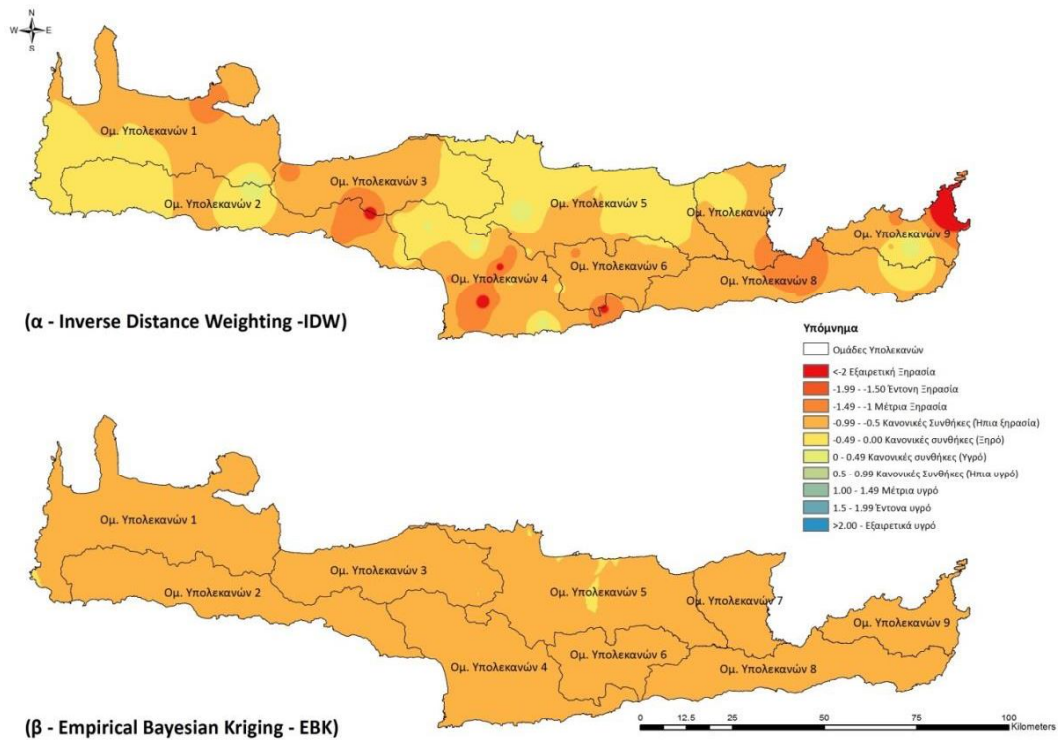 N
W E
S
Ομ. Υπολεκανών 1
Ομ. Υπολεκανών 2
Ομ. Υπολεκανών 3
Ομ. Υπολεκανών 4
Ομ. Υπολεκανών 5
Ομ. Υπολεκανών 6
Ομ. Υπολεκανών 7
Ομ. Υπολεκανών 8
Ομ. Υπολεκανών 9
(α - Inverse Distance Weighting -IDW)
Υπόμνημα
Ομάδες Υπολεκανών
<-2 Εξαιρετική Ξηρασία
-1.99 - -1.50 Έντονη Ξηρασία
-1.49 - -1 Μέτρια Ξηρασία
-0.99 - -0.5 Κανονικές Συνθήκες (Ήπια ξηρασία)
-0.49 - 0.00 Κανονικές συνθήκες (Ξηρό)
0 - 0.49 Κανονικές συνθήκες (Υγρό)
0.5 - 0.99 Κανονικές Συνθήκες (Ήπια υγρό)
1.00 - 1.49 Μέτρια υγρό
1.5 - 1.99 Έντονα υγρό
>2.00 - Εξαιρετικά υγρό
Ομ. Υπολεκανών 1
Ομ. Υπολεκανών 2
Ομ. Υπολεκανών 3
Ομ. Υπολεκανών 4
Ομ. Υπολεκανών 5
Ομ. Υπολεκανών 6
Ομ. Υπολεκανών 7
Ομ. Υπολεκανών 8
Ομ. Υπολεκανών 9
(β - Empirical Bayesian Kriging - EBK)
0 12.5 25 50 75 100
Kilometers